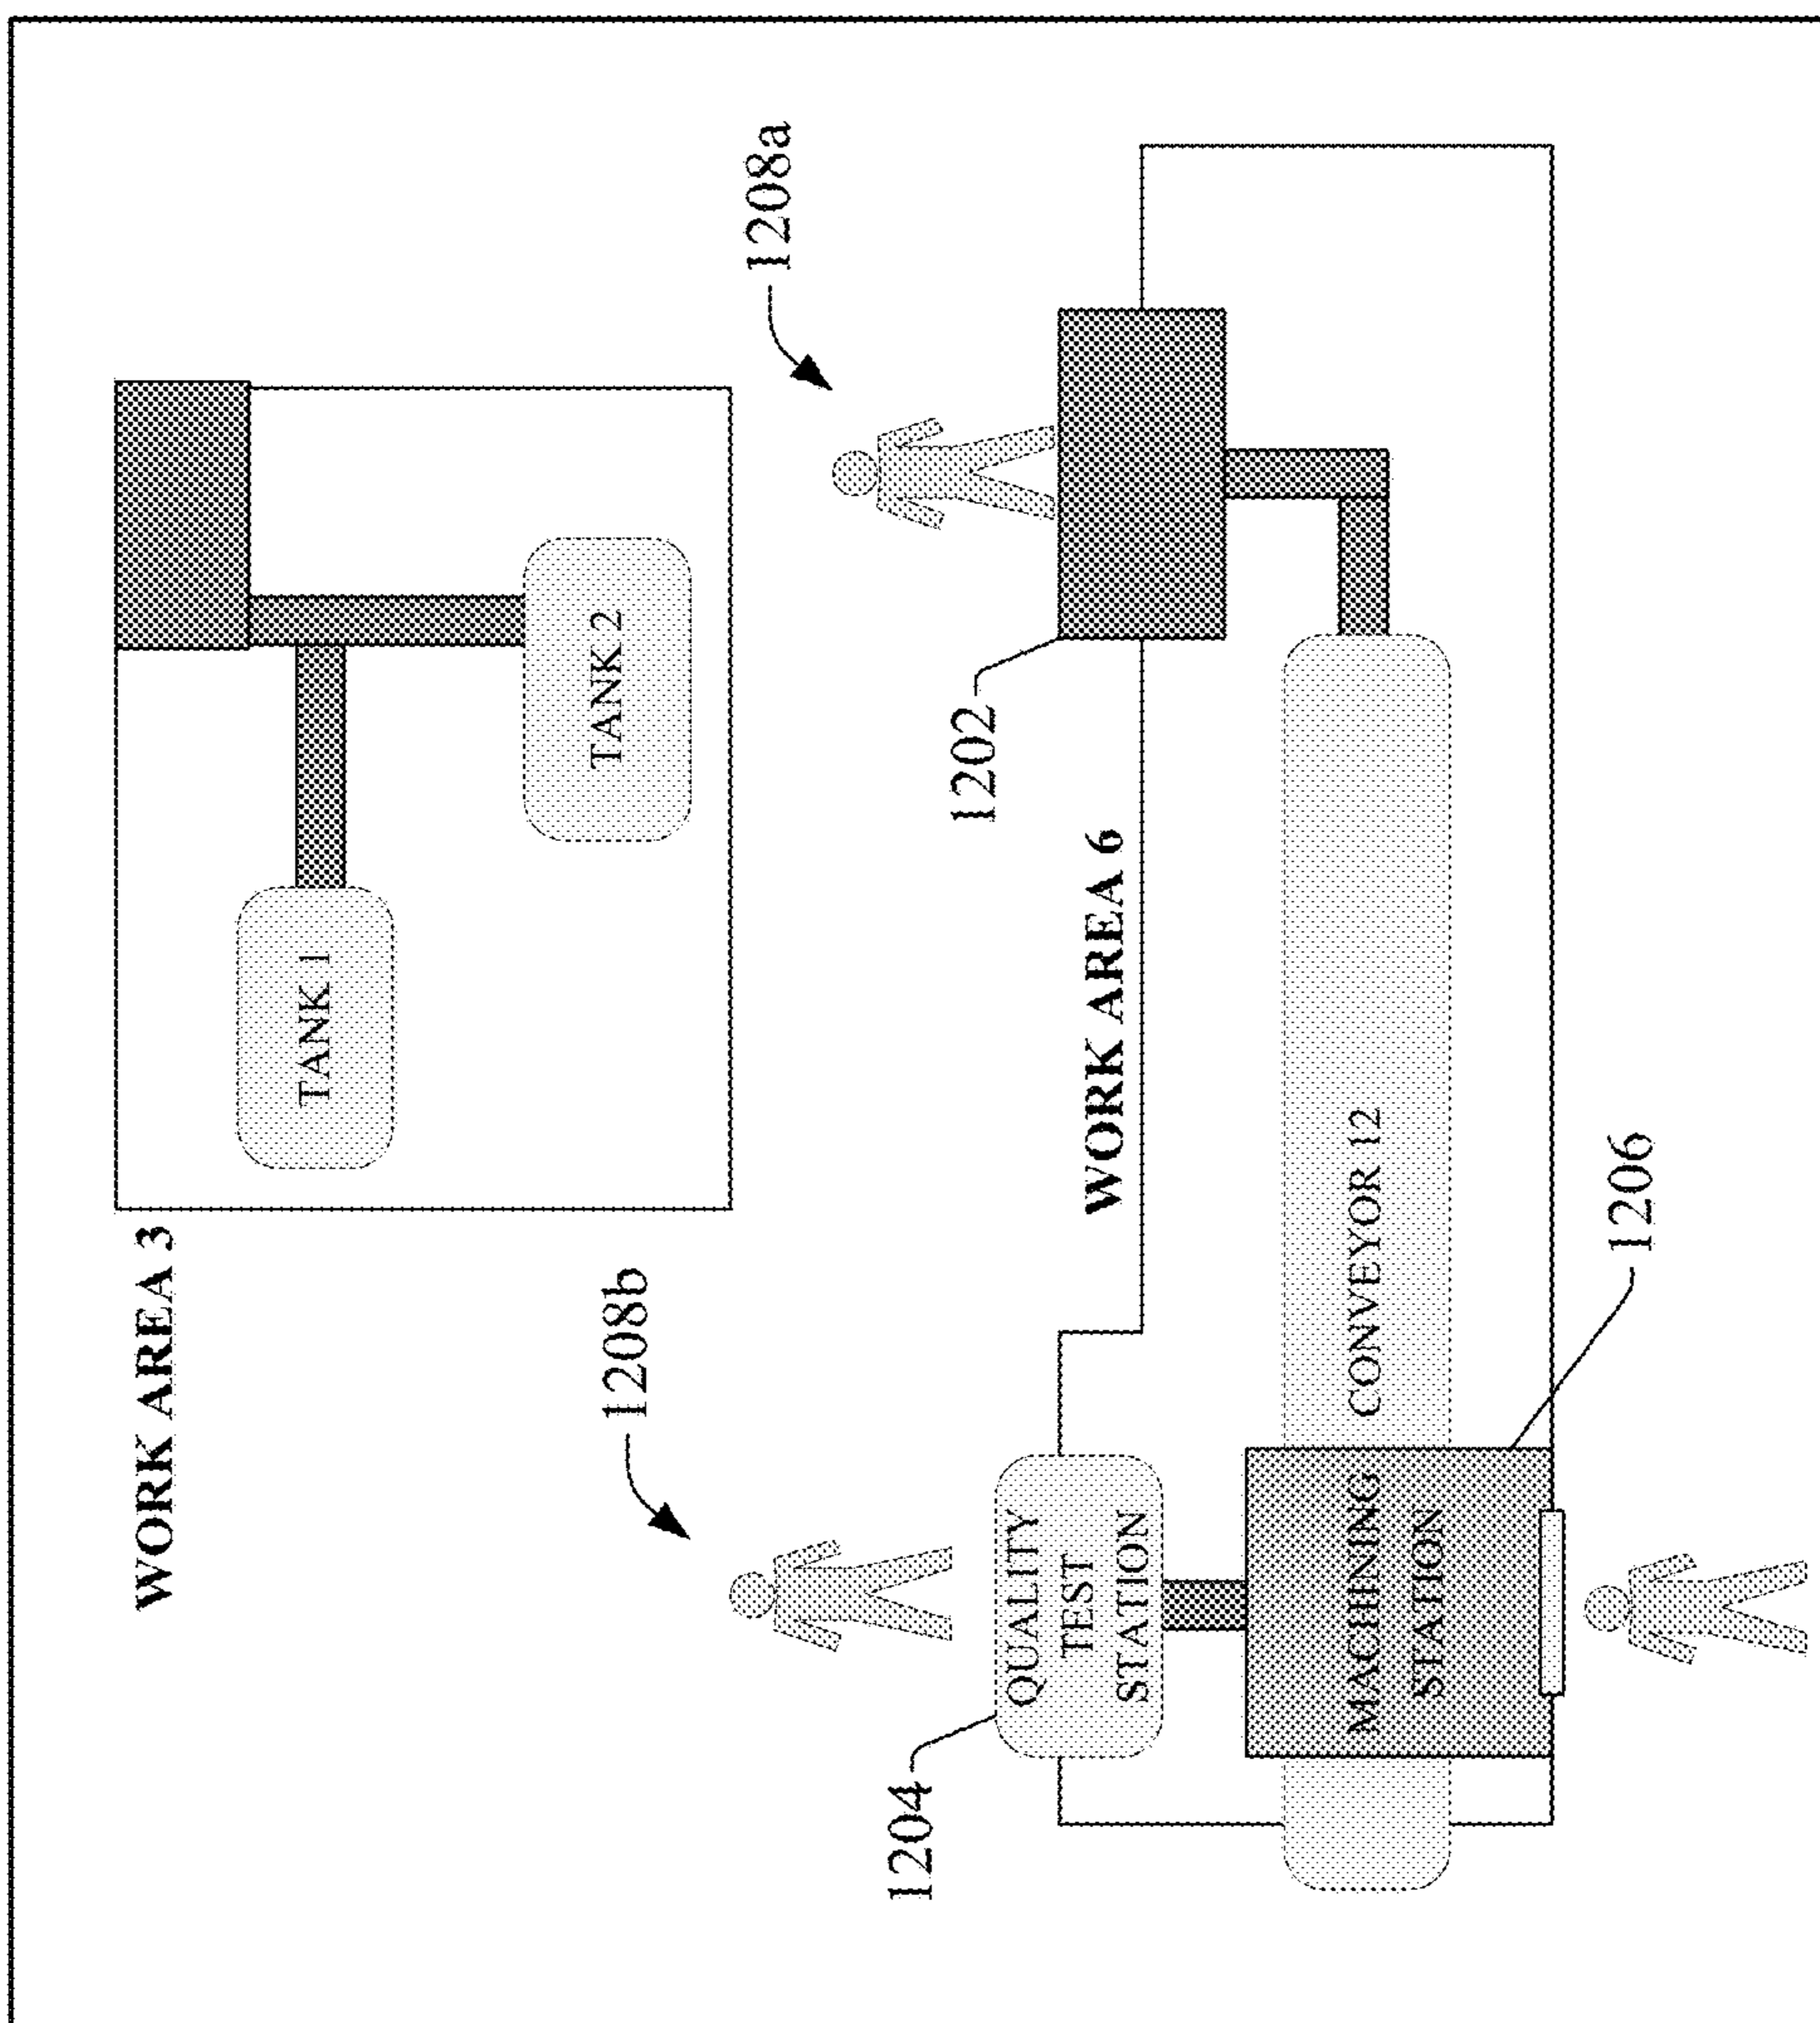 WORK AREA 3
TANK 1
TANK 2
1208b
1208a
1204
QUALITY
TEST
STATION
WORK AREA 6
1202
MACHINING
STATION
CONVEYOR 12
1206